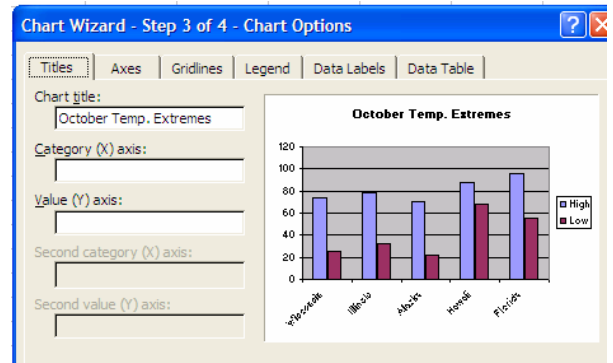 Chart Wizard - Step 3 of 4 - Chart Options
Titles
Axes
Gridlines
Legend
Data Labels
Data Table
Chart title:
October Temp. Extremes
Category (X) axis:
Value (Y) axis:
Second category (X) axis:
Second value (Y) axis:
October Temp. Extremes
120
100
80
60
40
20
0
Wisconsin
Illinois
Alaska
Hawaii
Florida
High
Low